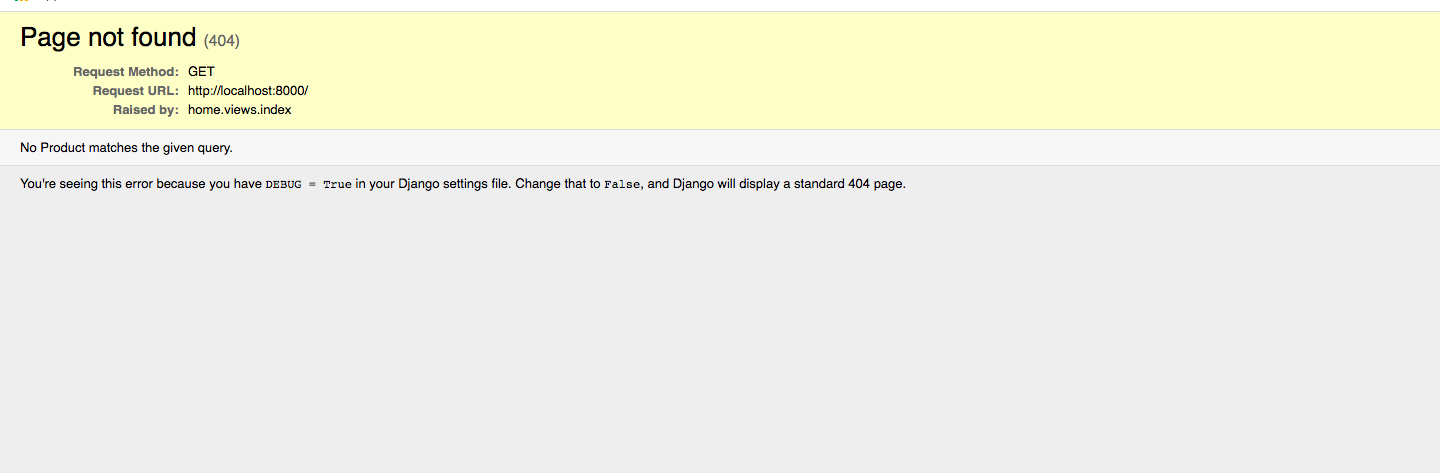 Page not found (404)
Request Method: GET
Request URL: http://localhost:8000/
Raised by: home.views.index
No Product matches the given query.
You're seeing this error because you have DEBUG = True in your Django settings file. Change that to False, and Django will display a standard 404 page.